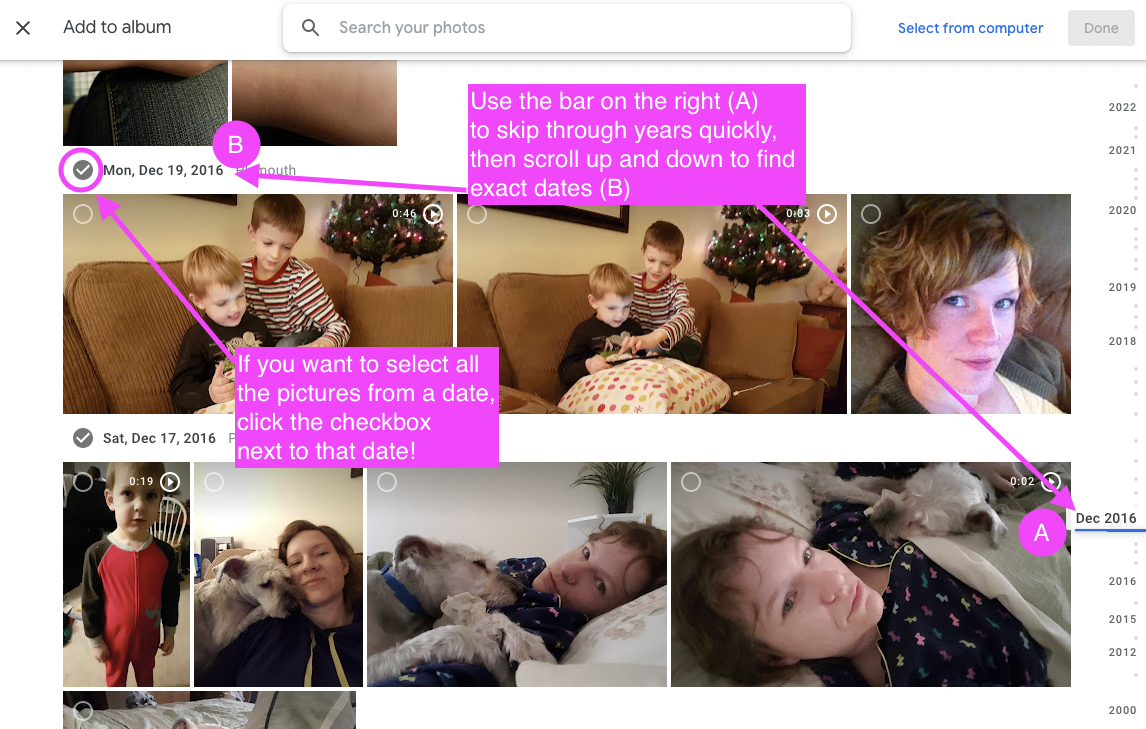 Add to album
Search your photos
Select from computer
Done
Use the bar on the right (A)
to skip through years quickly,
then scroll up and down to find
exact dates (B)
2022
2021
B
Mon, Dec 19, 2016
0:46
0:03
2020
2019
2018
If you want to select all
the pictures from a date,
click the checkbox
next to that date!
Sat, Dec 17, 2016
0:19
0:02
Dec 2016
A
2016
2015
2012
2000